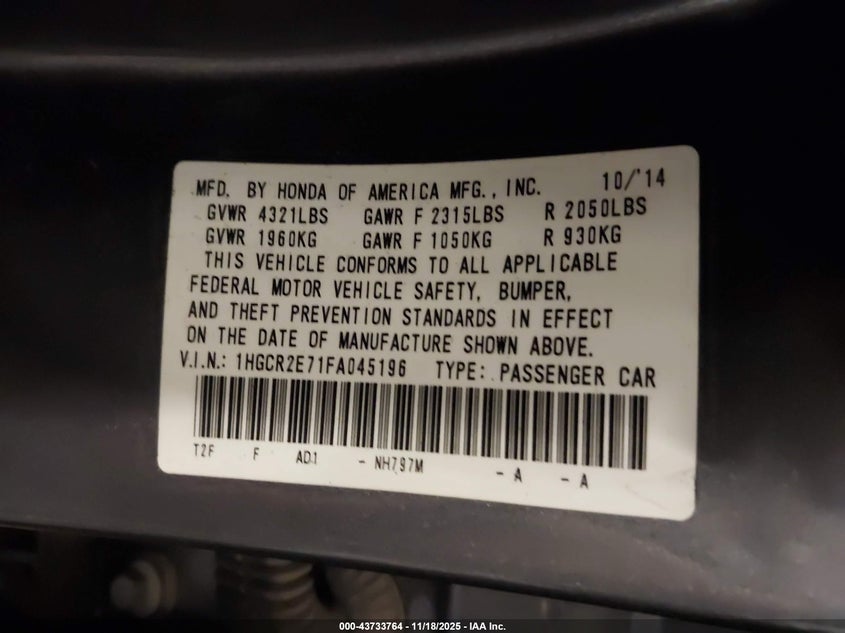 MFD. BY HONDA OF AMERICA MFG., INC. 10/'14
GVWR 4321LBS GAWR F 2315LBS R 2050LBS
GVWR 1960KG GAWR F 1050KG R 930KG
THIS VEHICLE CONFORMS TO ALL APPLICABLE
FEDERAL MOTOR VEHICLE SAFETY, BUMPER,
AND THEFT PREVENTION STANDARDS IN EFFECT
ON THE DATE OF MANUFACTURE SHOWN ABOVE.
V.I.N.: 1HGCR2E71FA045196 TYPE: PASSENGER CAR
T2F F AD1 - NH797M - A - A
000-43733764 - 11/18/2025 - IAA Inc.